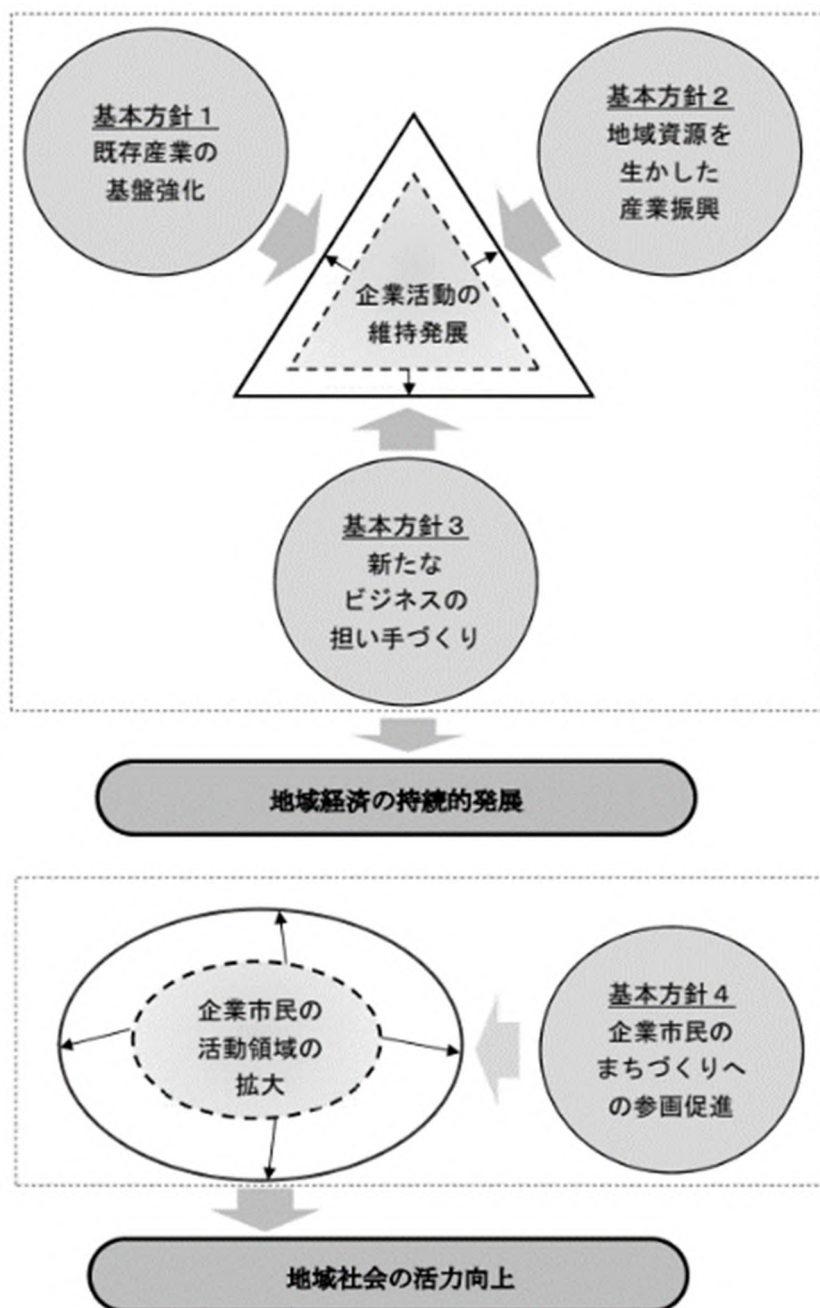 基本方針１
既存産業の
基盤強化
基本方針２
地域資源を
生かした
産業振興
企業活動の
維持発展
基本方針３
新たな
ビジネスの
担い手づくり
地域経済の持続的発展
企業市民の
活動領域の
拡大
基本方針４
企業市民の
まちづくりへ
の参画促進
地域社会の活力向上